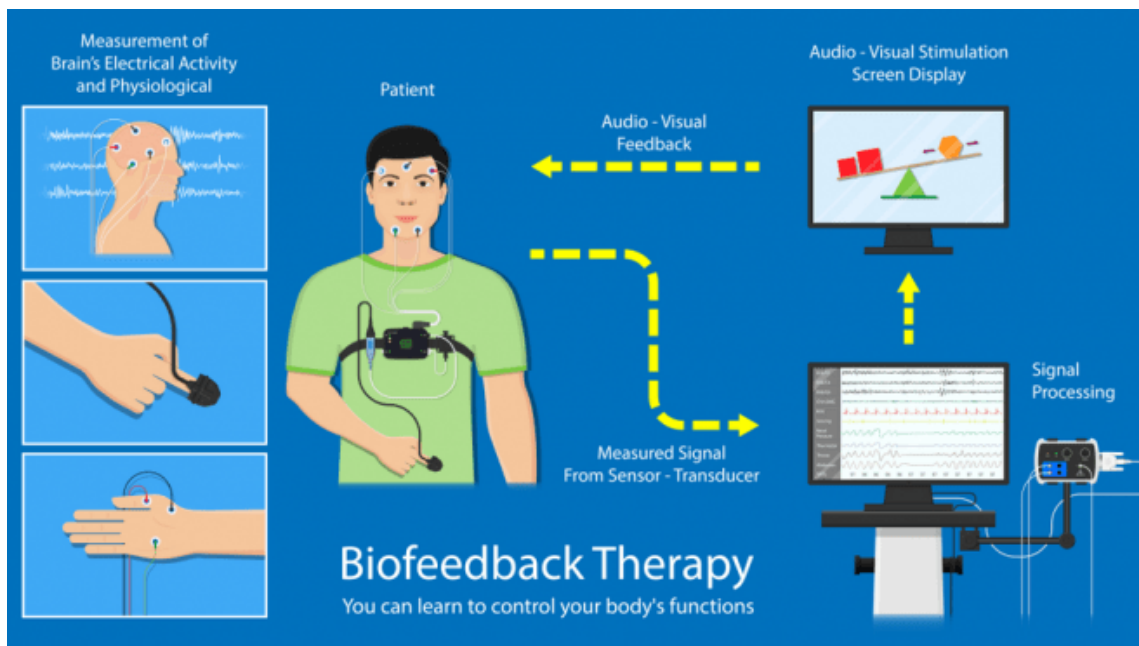 Measurement of
Brain's Electrical Activity
and Physiological
Patient
Audio - Visual
Feedback
Audio - Visual Stimulation
Screen Display
Signal
Processing
Measured Signal
From Sensor - Transducer
Biofeedback Therapy
You can learn to control your body's functions